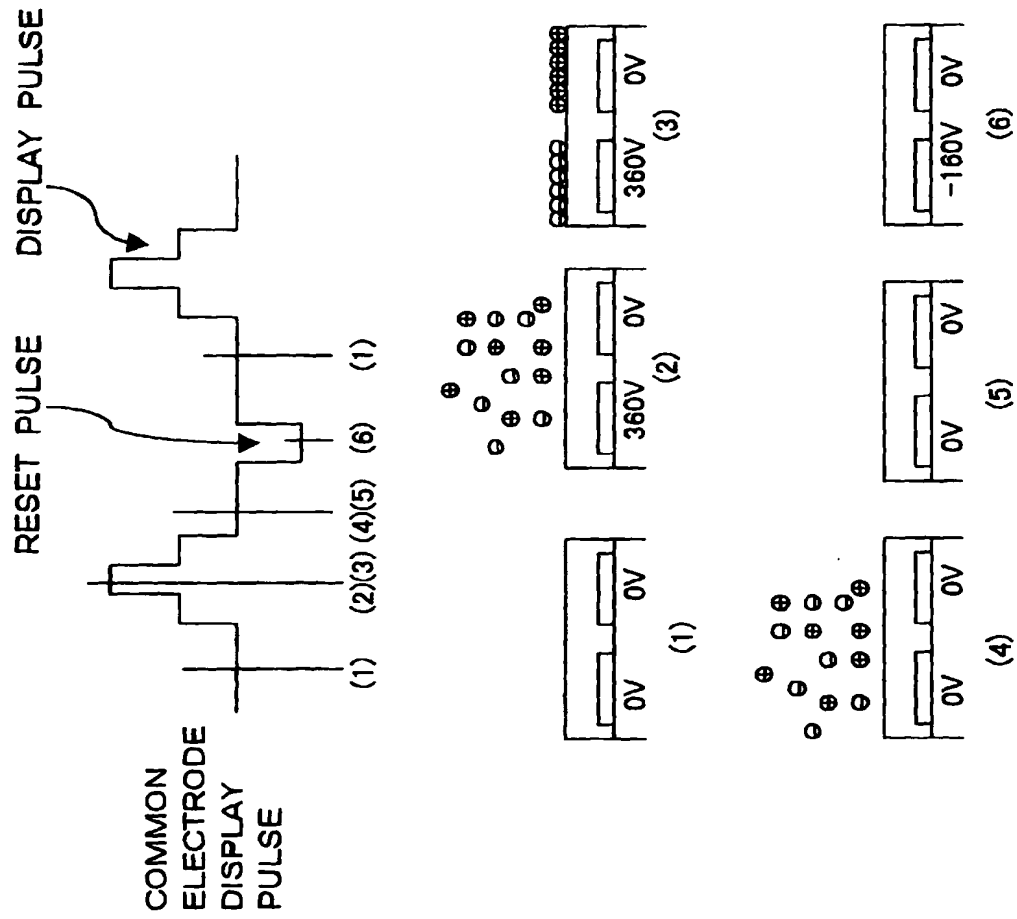 RESET PULSE
DISPLAY PULSE
COMMON
ELECTRODE
DISPLAY
PULSE
(1) (2)(3) (4)(5) (6) (1)
0V 0V
(1)
360V 0V
(2)
360V 0V
(3)
0V 0V
(4)
0V 0V
(5)
-160V 0V
(6)